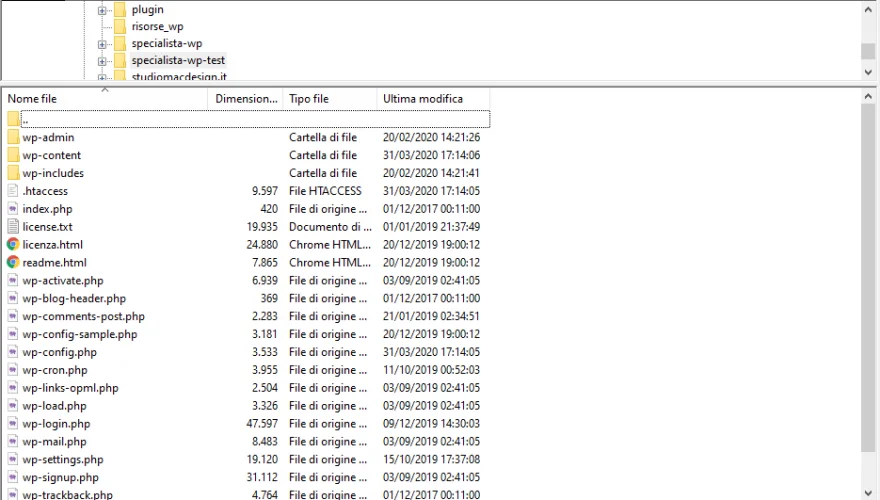 plugin
risorse_wp
specialista-wp
specialista-wp-test
studiomacdesign.it
Nome file Dimension... Tipo file Ultima modifica
..
wp-admin Cartella di file 20/02/2020 14:21:26
wp-content Cartella di file 31/03/2020 17:14:06
wp-includes Cartella di file 20/02/2020 14:21:41
.htaccess 9.597 File HTACCESS 31/03/2020 17:14:05
index.php 420 File di origine ... 01/12/2017 00:11:00
license.txt 19.935 Documento di ... 01/01/2019 21:37:49
licenza.html 24.880 Chrome HTML... 20/12/2019 19:00:12
readme.html 7.865 Chrome HTML... 20/12/2019 19:00:12
wp-activate.php 6.939 File di origine ... 03/09/2019 02:41:05
wp-blog-header.php 369 File di origine ... 01/12/2017 00:11:00
wp-comments-post.php 2.283 File di origine ... 21/01/2019 02:34:51
wp-config-sample.php 3.181 File di origine ... 20/12/2019 19:00:12
wp-config.php 3.533 File di origine ... 31/03/2020 17:14:05
wp-cron.php 3.955 File di origine ... 11/10/2019 00:52:03
wp-links-opml.php 2.504 File di origine ... 03/09/2019 02:41:05
wp-load.php 3.326 File di origine ... 03/09/2019 02:41:05
wp-login.php 47.597 File di origine ... 09/12/2019 14:30:03
wp-mail.php 8.483 File di origine ... 03/09/2019 02:41:05
wp-settings.php 19.120 File di origine ... 15/10/2019 17:37:08
wp-signup.php 31.112 File di origine ... 03/09/2019 02:41:05
wp-trackback.php 4.764 File di origine ... 01/12/2017 00:11:00